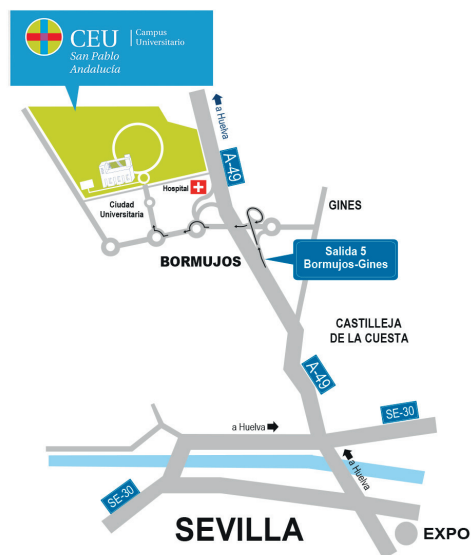 CEU
Campus
Universitario
San Pablo
Andalucía
a Huelva
A-49
Hospital
Ciudad
Universitaria
GINES
BORMUJOS
Salida 5
Bormujos-Gines
CASTILLEJA
DE LA CUESTA
A-49
SE-30
a Huelva
a Huelva
SE-30
SEVILLA
EXPO